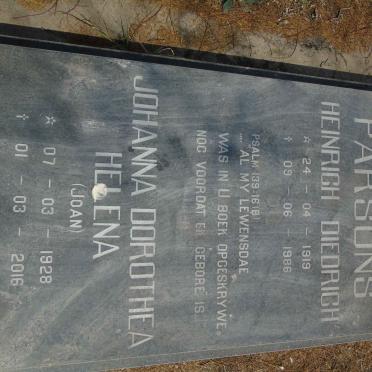 PARSONS
HEINRICH DIEDRICH
☆ 24 - 04 - 1919
† 09 - 06 - 1986
PSALM 139:16(B)
... AL MY LEWENSDAE
WAS IN U BOEK OPGESKRYWE,
NOG VOORDAT EK GEBORE IS.
JOHANNA DOROTHEA
HELENA
(JOAN)
☆ 07 - 03 - 1928
† 01 - 03 - 2016